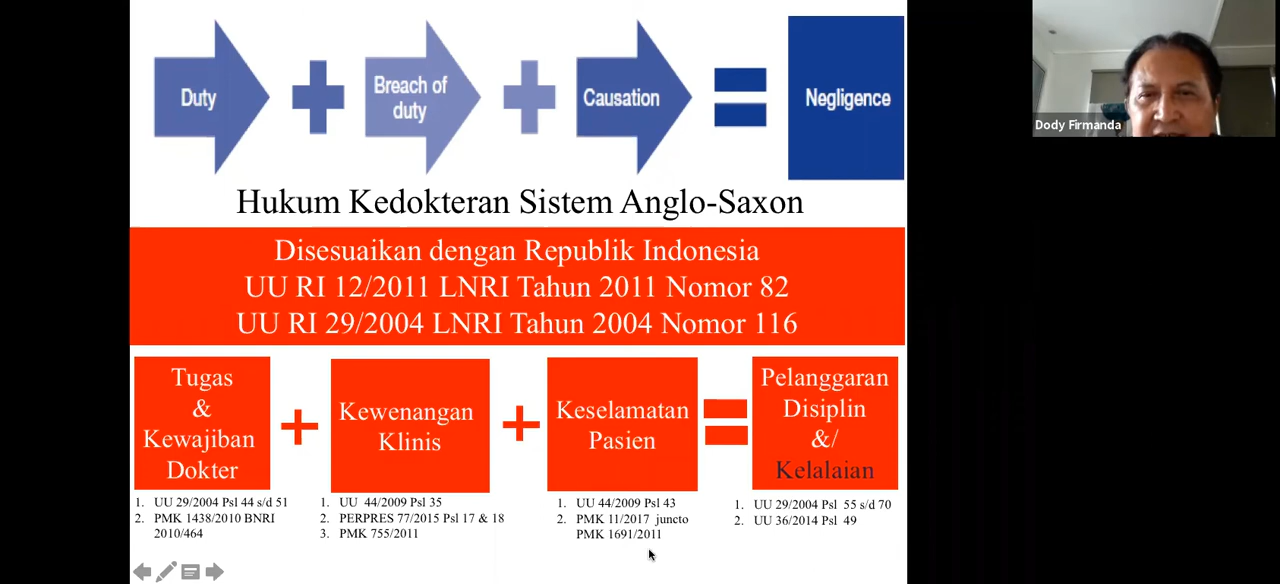 Duty
Breach of
duty
Causation
Negligence
Dody Firmanda
Hukum Kedokteran Sistem Anglo-Saxon
Disesuaikan dengan Republik Indonesia
UU RI 12/2011 LNRI Tahun 2011 Nomor 82
UU RI 29/2004 LNRI Tahun 2004 Nomor 116
Tugas
&
Kewajiban
Dokter
+
Kewenangan
Klinis
+
Keselamatan
Pasien
=
Pelanggaran
Disiplin
&/
Kelalaian
1. UU 29/2004 Psl 44 s/d 51
2. PMK 1438/2010 BNRI
2010/464
1. UU 44/2009 Psl 35
2. PERPRES 77/2015 Psl 17 & 18
3. PMK 755/2011
1. UU 44/2009 Psl 43
2. PMK 11/2017 juncto
PMK 1691/2011
1. UU 29/2004 Psl 55 s/d 70
2. UU 36/2014 Psl 49